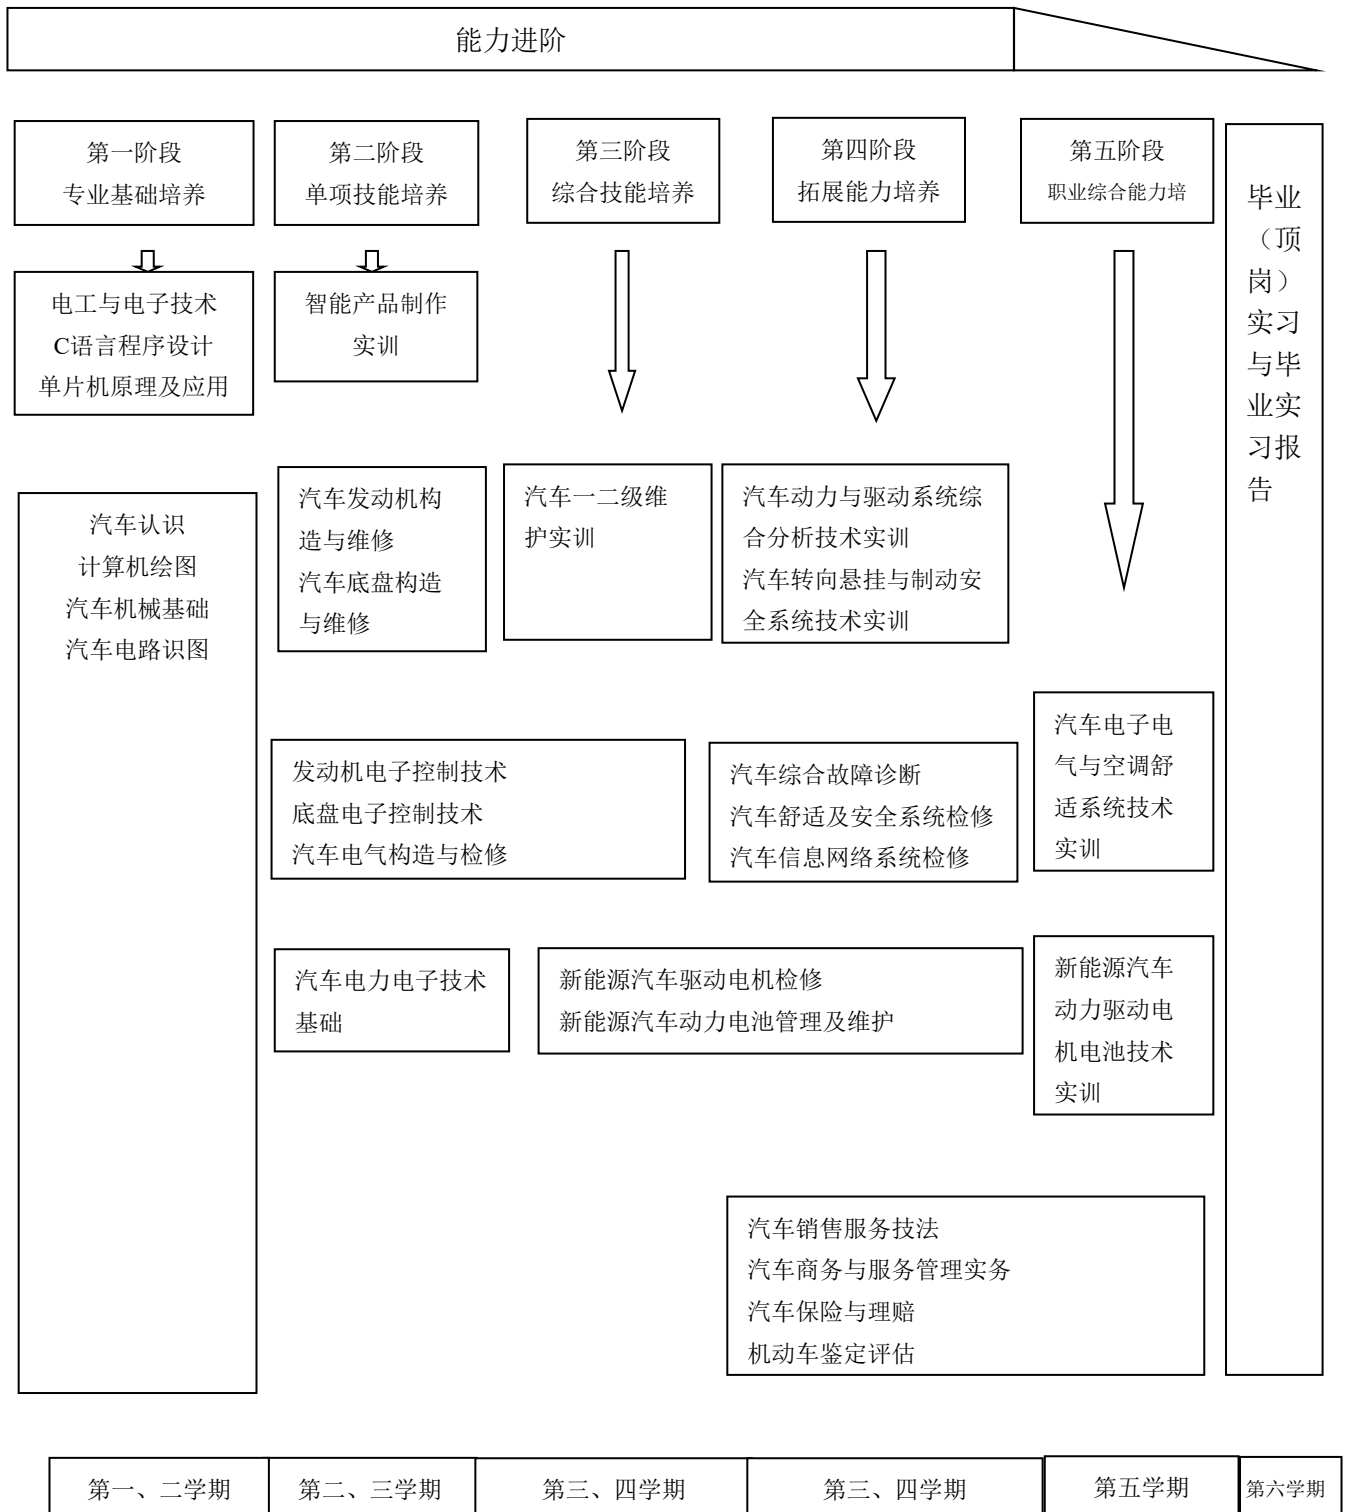 能力进阶
第一阶段
专业基础培养
第二阶段
单项技能培养
第三阶段
综合技能培养
第四阶段
拓展能力培养
第五阶段
职业综合能力培
毕业
（顶
岗）
实习
与毕
业实
习报
告
电工与电子技术
C语言程序设计
单片机原理及应用
智能产品制作
实训
汽车认识
计算机绘图
汽车机械基础
汽车电路识图
汽车发动机构
造与维修
汽车底盘构造
与维修
汽车一二级维
护实训
汽车动力与驱动系统综
合分析技术实训
汽车转向悬挂与制动安
全系统技术实训
发动机电子控制技术
底盘电子控制技术
汽车电气构造与检修
汽车综合故障诊断
汽车舒适及安全系统检修
汽车信息网络系统检修
汽车电子电
气与空调舒
适系统技术
实训
汽车电力电子技术
基础
新能源汽车驱动电机检修
新能源汽车动力电池管理及维护
新能源汽车
动力驱动电
机电池技术
实训
汽车销售服务技法
汽车商务与服务管理实务
汽车保险与理赔
机动车鉴定评估
第一、二学期
第二、三学期
第三、四学期
第三、四学期
第五学期
第六学期